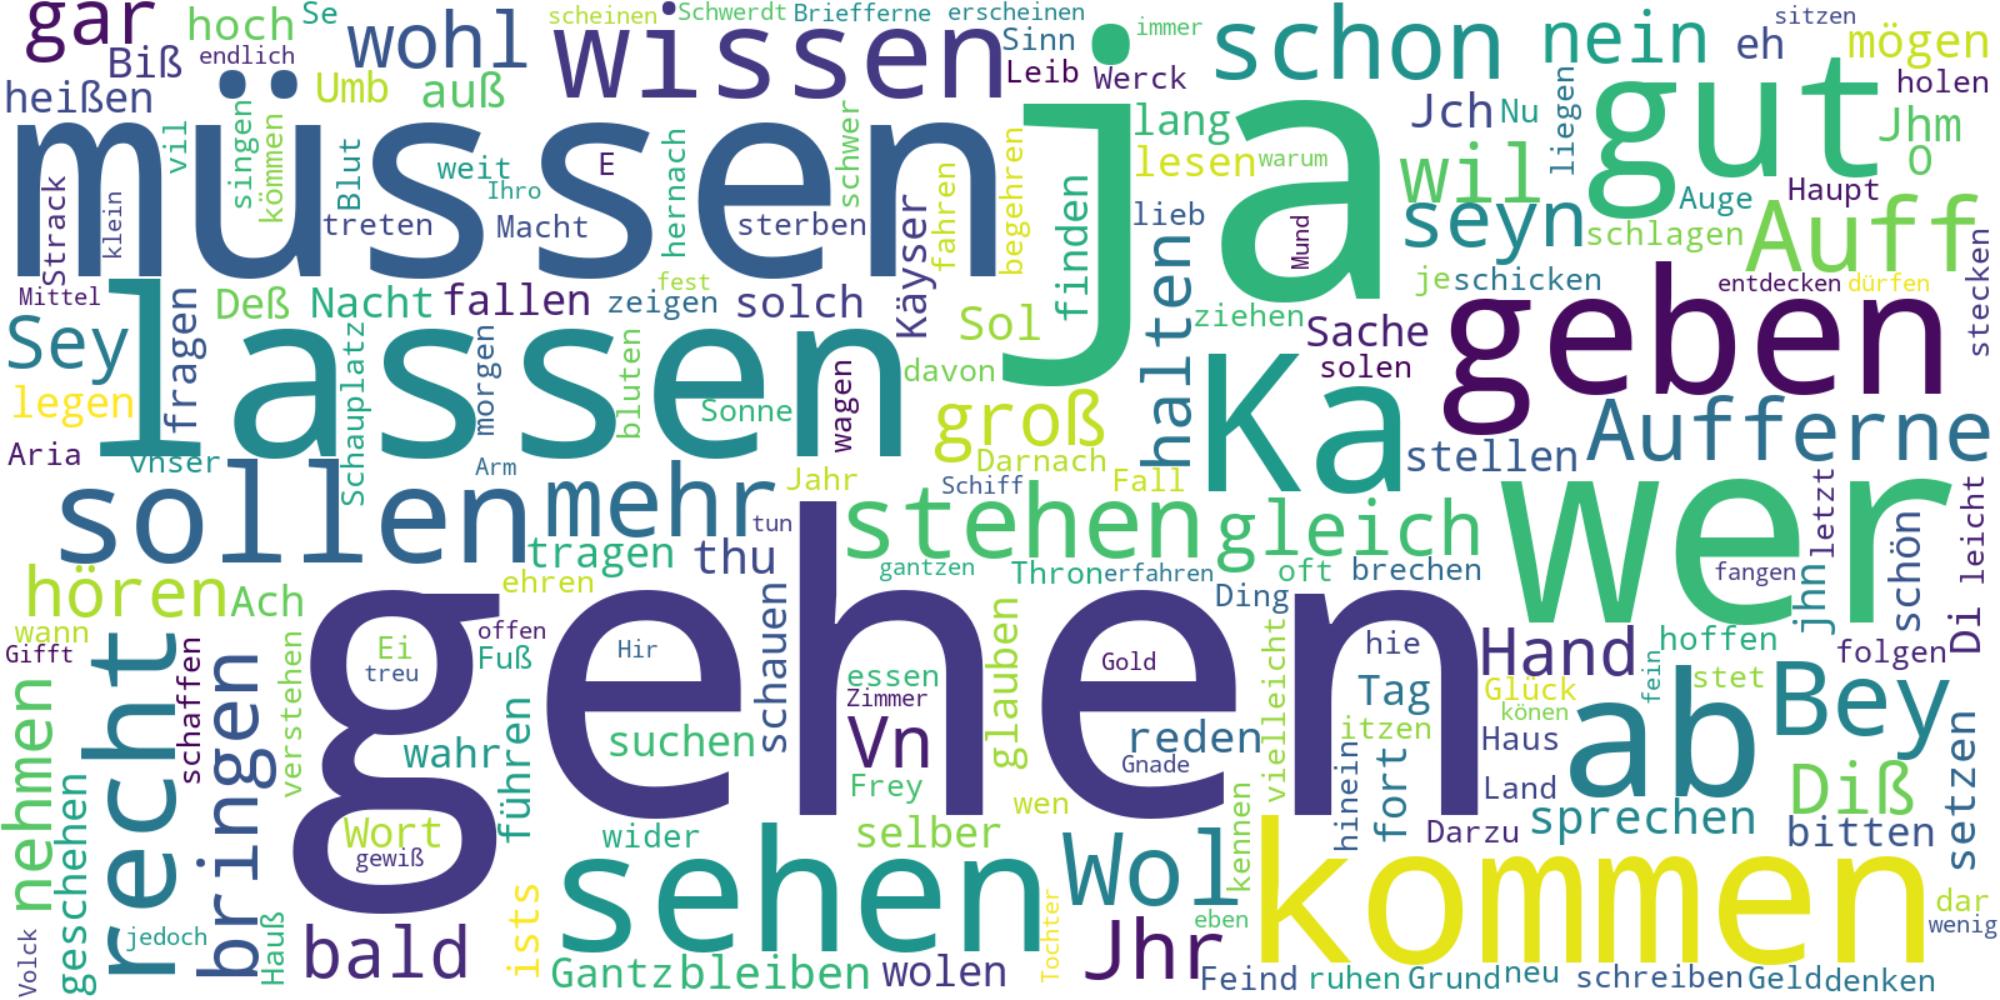 gar
hoch
Se
wohl
scheinen
Schwerdt
Briefferne
erscheinen
sitzen
Biß
endlich
wissen
Sinn
immer
schon
nein
eh
mögen
heißen
Umb
auß
Leib
Werck
holen
müssen
ja
lang
Jch
Nu
gut
Jhm
vil
singen
kömmen
Blut
weit
E
Ihro
hernach
schwer
lesen
warum
wil
liegen
O
Strack
klein
treten
Macht
sterben
Käyser
fahren
begehren
finden
lieb
Mund
seyn
Auge
Haupt
schlagen
Auff
Mittel
lassen
Deß
Nacht
fallen
fest
zeigen
solch
halten
ziehen
je
schicken
entdecken
dürfen
stecken
Sey
fragen
Schauplatz
morgen
bluten
Sol
Sache
solen
geben
legen
wagen
davon
Sonne
groß
Ka
Aufferne
Aria
vnser
Arm
Darnach
stellen
sollen
mehr
Jahr
Schiff
Fall
wer
letzt
leicht
tun
tragen
thu
stehen
gleich
hören
Ach
ehren
gantzen
Thron
erfahren
oft
brechen
fangen
jhn
schön
wann
gehen
schauen
glauben
Ding
Di
Gifft
recht
schaffen
bringen
verstehen
Ei
treu
offen
Fuß
Hir
essen
Zimmer
Gold
vielleicht
hie
Hand
hoffen
folgen
nehmen
führen
wahr
suchen
Vn
reden
Gnade
Tag
itzen
Glück
könen
fein
stet
Bey
geschehen
Frey
wen
hinein
fort
Haus
Land
ab
Diß
setzen
Wort
gewiß
wider
selber
kennen
Darzu
sprechen
bitten
Volck
jedoch
Hauß
bald
ists
sehen
Wol
eben
kommen
dar
wenig
Gantz
bleiben
wolen
Tochter
Jhr
Feind
ruhen
Grund
neu
schreiben
Geld
denken